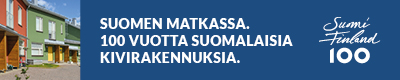 SUOMEN MATKASSA.
100 VUOTTA SUOMALAISIA
KIVIRAKENNUKSIA.
Suomi
Finland
100